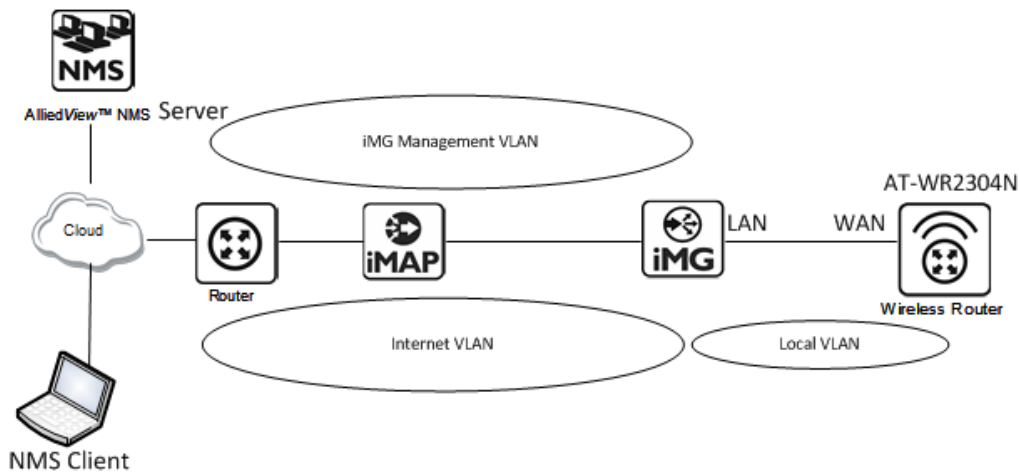 NMS
AlliedView™ NMS Server
iMG Management VLAN
AT-WR2304N
Cloud
iMAP
iMG
LAN
WAN
Router
Wireless Router
Internet VLAN
Local VLAN
NMS Client